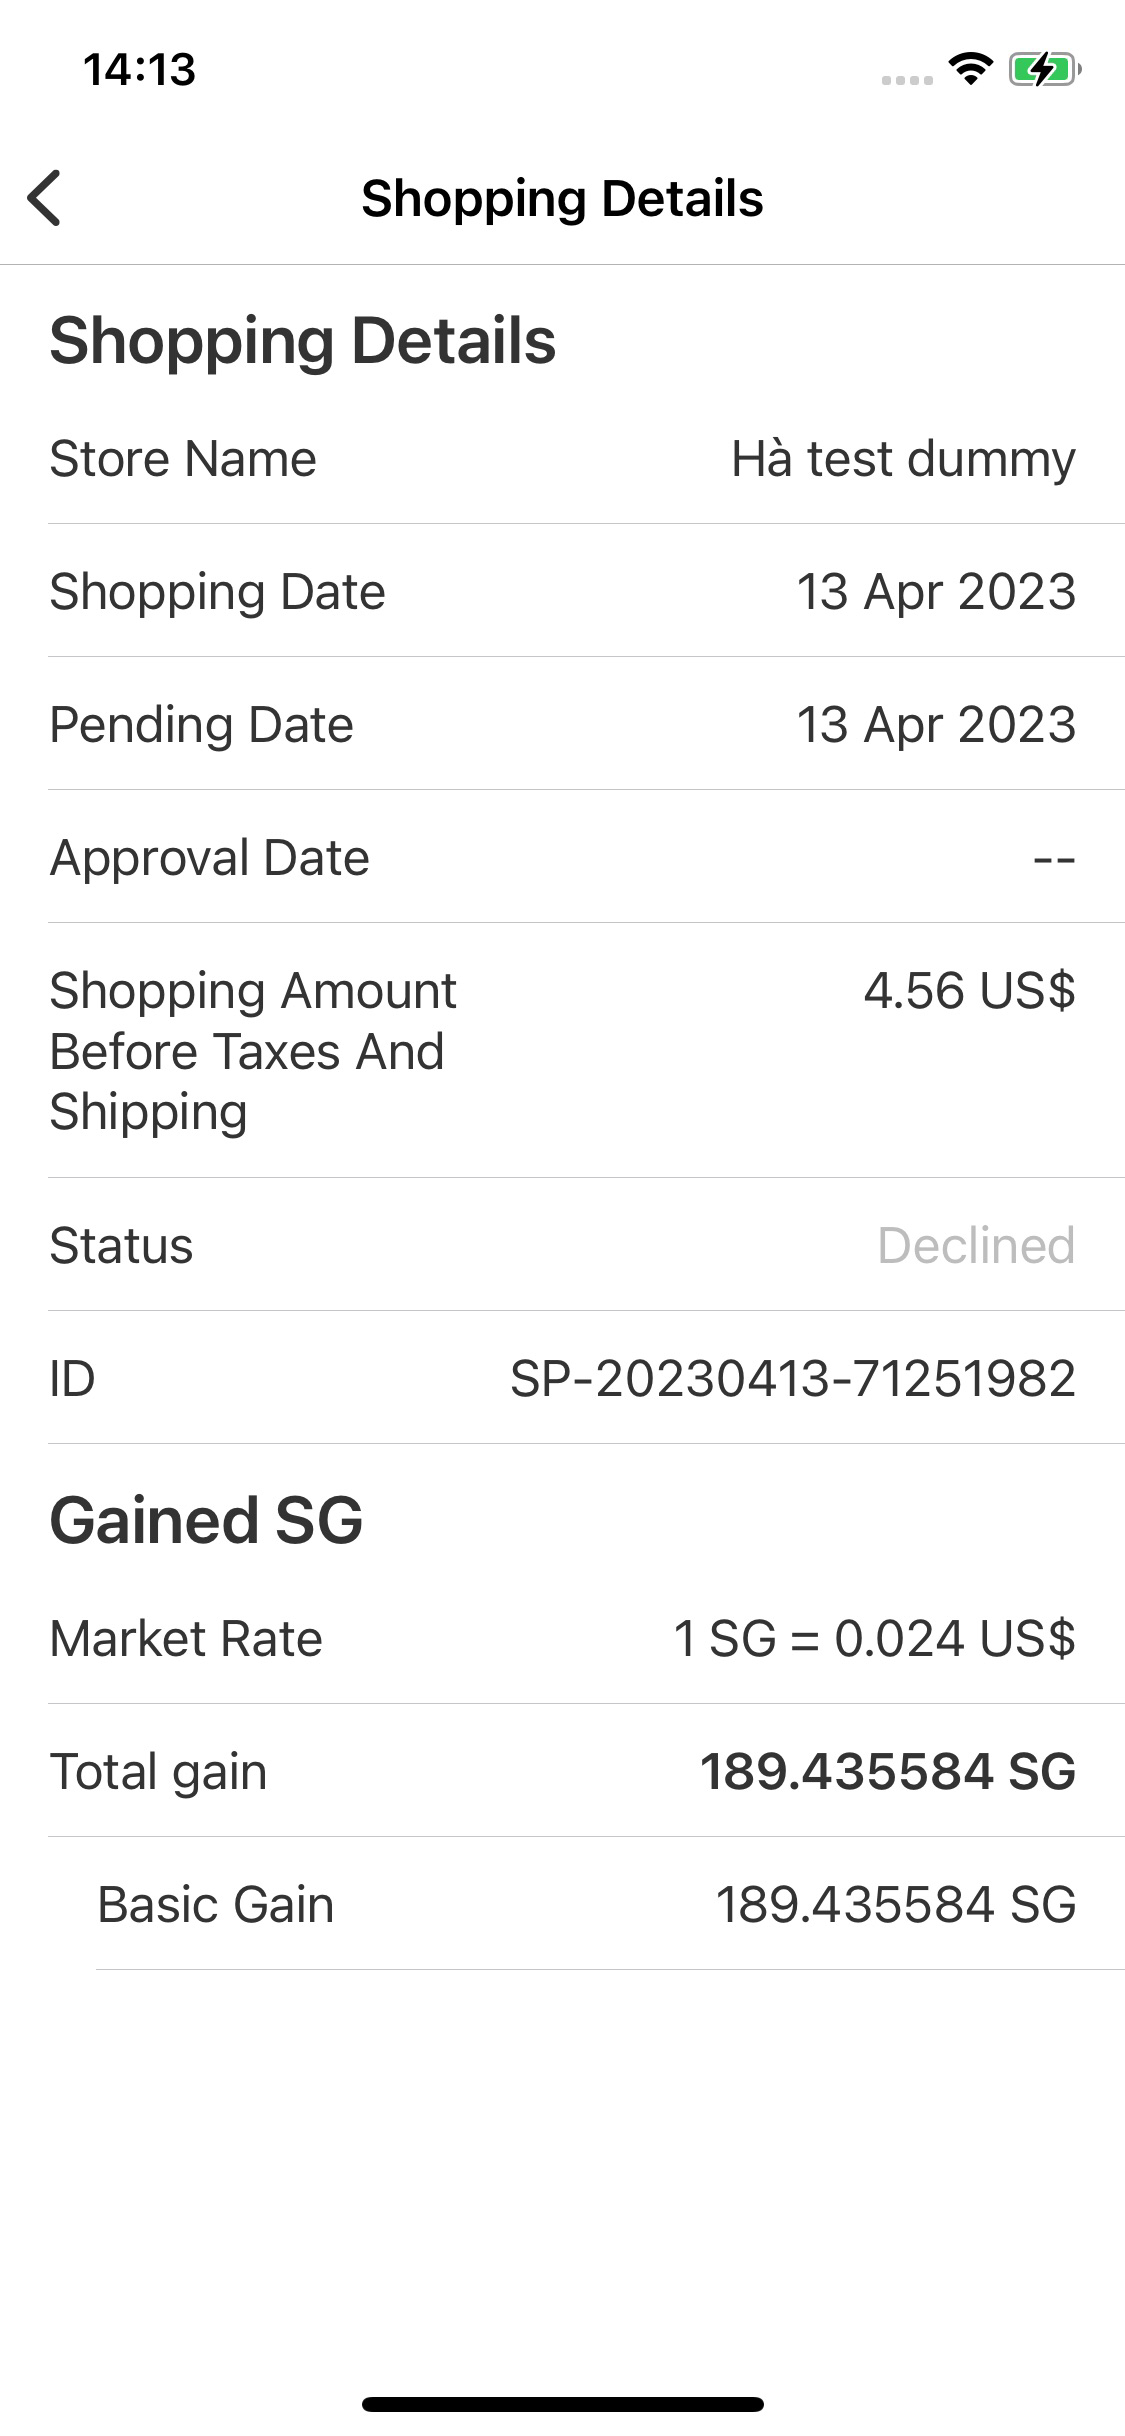 14:13
Shopping Details
Shopping Details
Store Name Hà test dummy
Shopping Date 13 Apr 2023
Pending Date 13 Apr 2023
Approval Date --
Shopping Amount 4.56 US$
Before Taxes And
Shipping
Status Declined
ID SP-20230413-71251982
Gained SG
Market Rate 1 SG = 0.024 US$
Total gain 189.435584 SG
Basic Gain 189.435584 SG